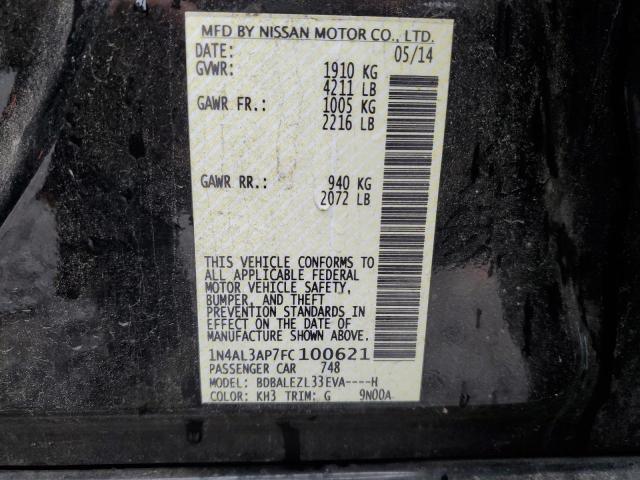 MFD BY NISSAN MOTOR CO., LTD.
DATE: 05/14
GVWR: 1910 KG
4211 LB
GAWR FR.: 1005 KG
2216 LB
GAWR RR.: 940 KG
2072 LB
THIS VEHICLE CONFORMS TO
ALL APPLICABLE FEDERAL
MOTOR VEHICLE SAFETY,
BUMPER, AND THEFT
PREVENTION STANDARDS IN
EFFECT ON THE DATE OF
MANUFACTURE SHOWN ABOVE.
1N4AL3AP7FC100621
PASSENGER CAR 748
MODEL: BDBALEZL33EVA----H
COLOR: KH3 TRIM: G 9N00A